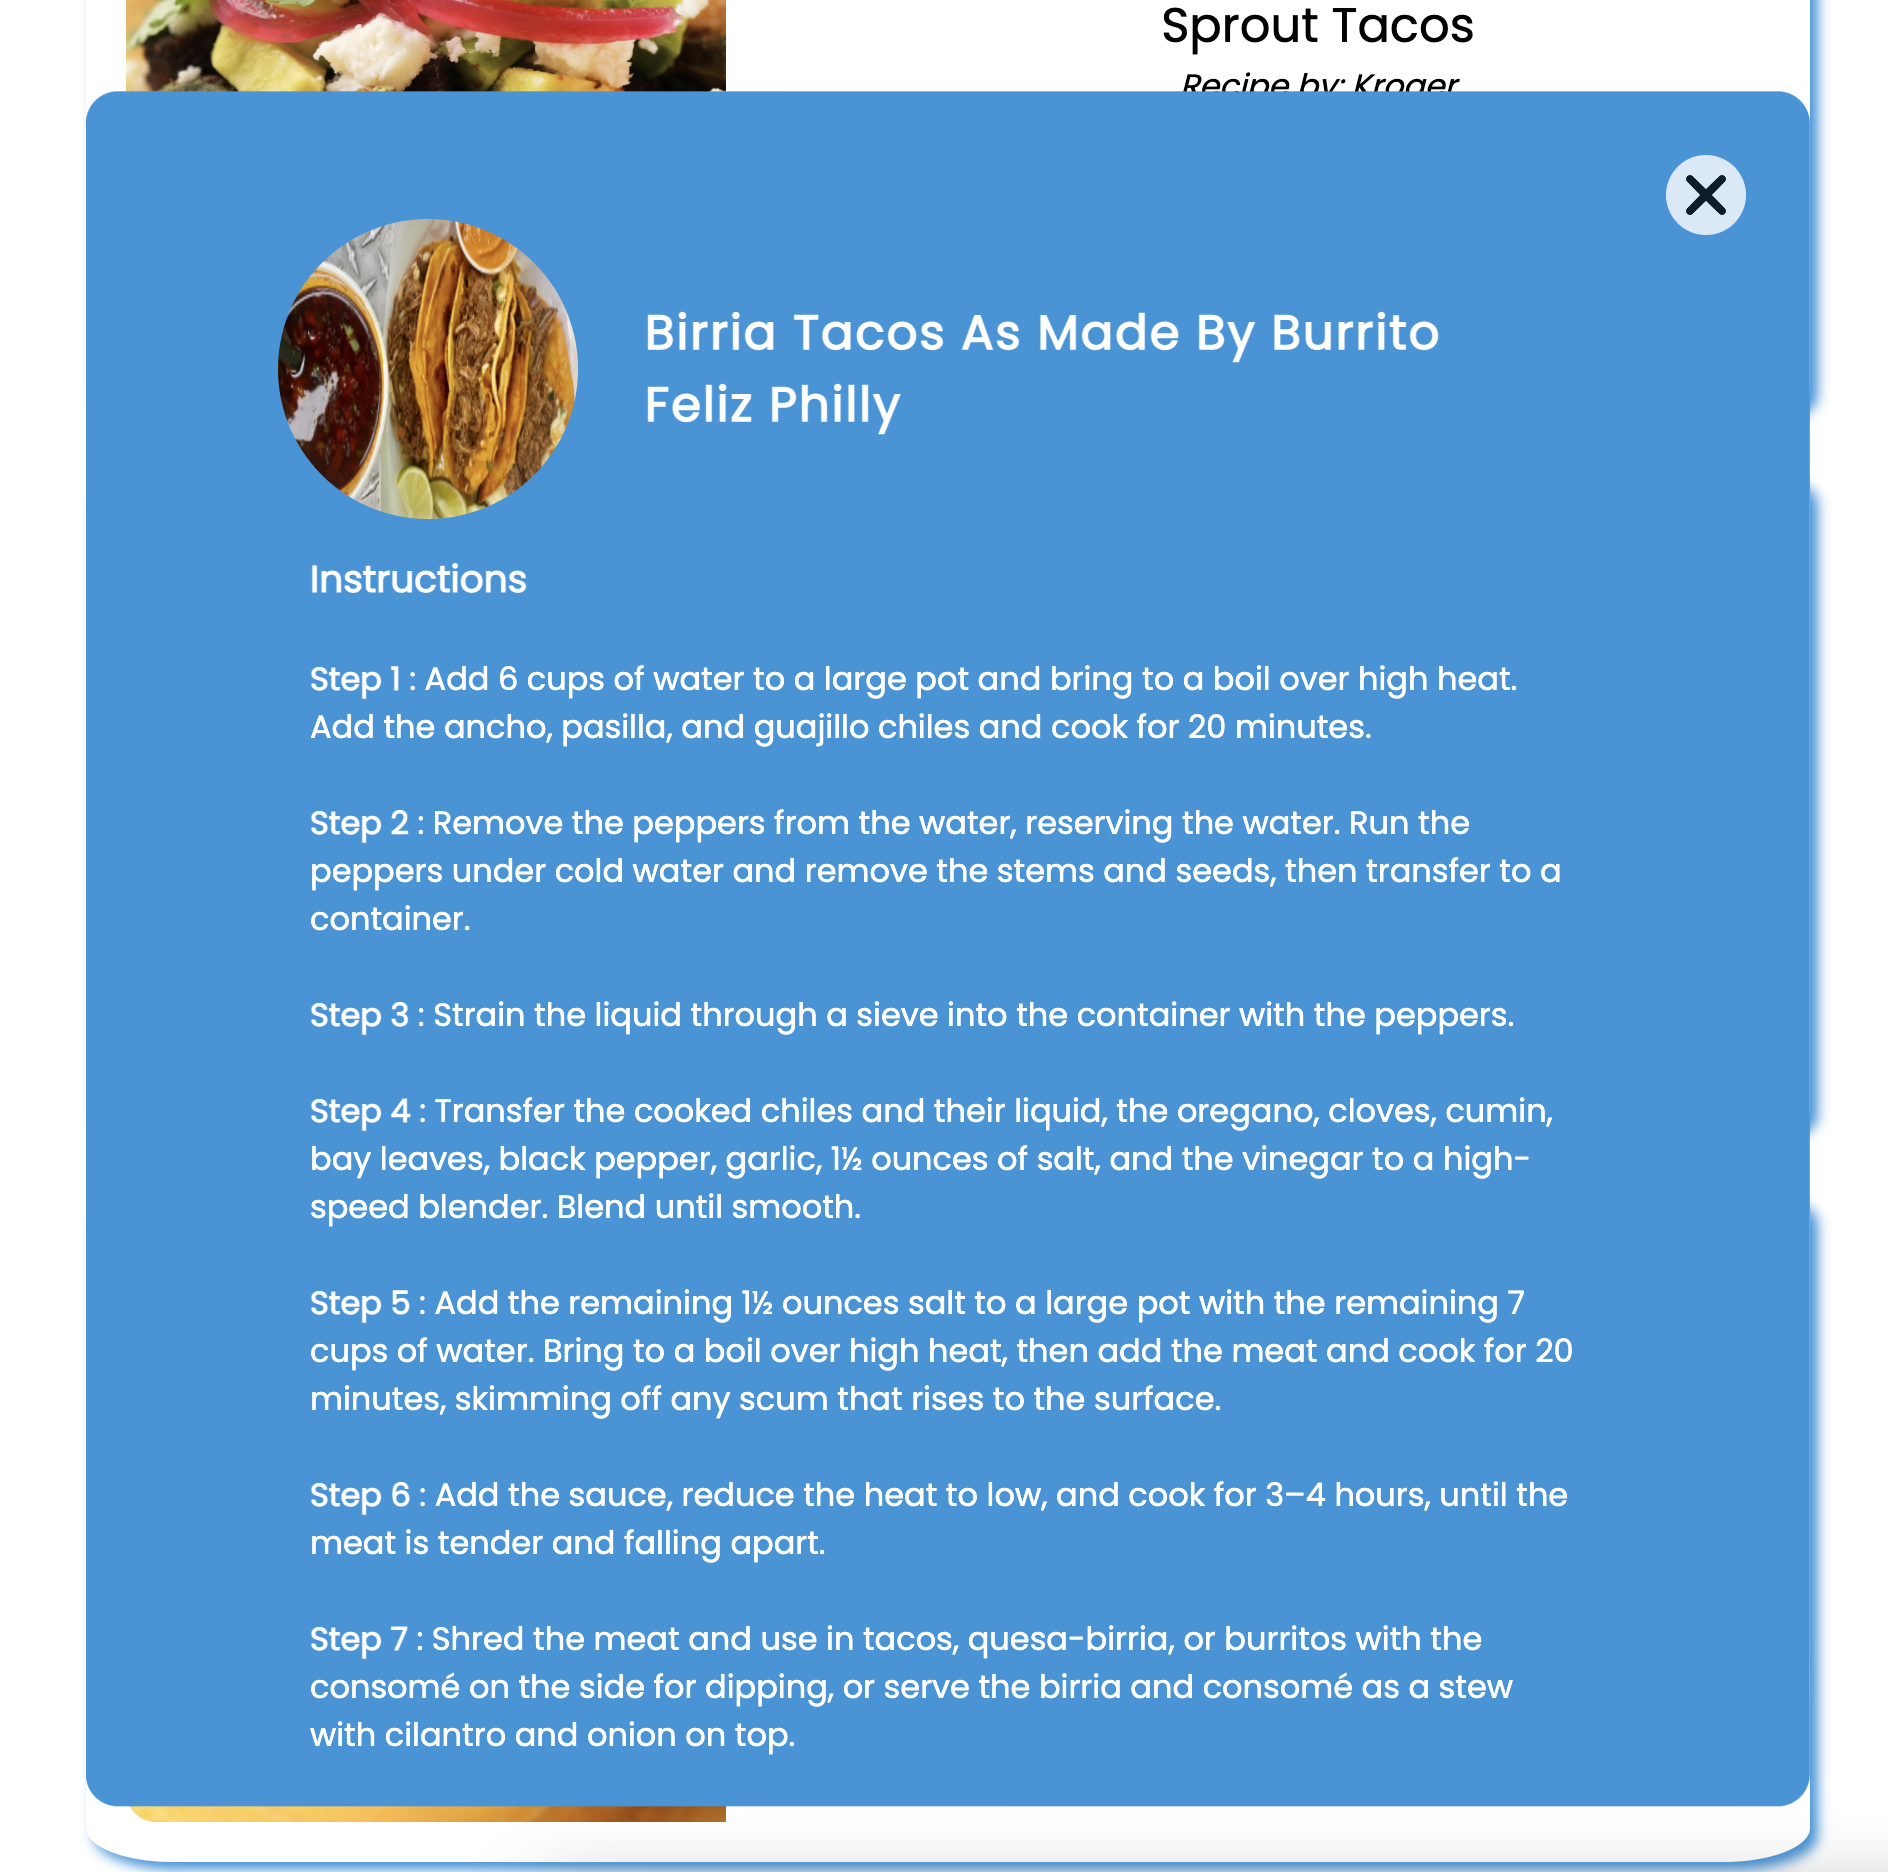 Sprout Tacos
Recipe by: Kroger
Birria Tacos As Made By Burrito
Feliz Philly
Instructions
Step 1 : Add 6 cups of water to a large pot and bring to a boil over high heat.
Add the ancho, pasilla, and guajillo chiles and cook for 20 minutes.
Step 2 : Remove the peppers from the water, reserving the water. Run the
peppers under cold water and remove the stems and seeds, then transfer to a
container.
Step 3 : Strain the liquid through a sieve into the container with the peppers.
Step 4 : Transfer the cooked chiles and their liquid, the oregano, cloves, cumin,
bay leaves, black pepper, garlic, 1½ ounces of salt, and the vinegar to a high-
speed blender. Blend until smooth.
Step 5 : Add the remaining 1½ ounces salt to a large pot with the remaining 7
cups of water. Bring to a boil over high heat, then add the meat and cook for 20
minutes, skimming off any scum that rises to the surface.
Step 6 : Add the sauce, reduce the heat to low, and cook for 3–4 hours, until the
meat is tender and falling apart.
Step 7 : Shred the meat and use in tacos, quesa-birria, or burritos with the
consomé on the side for dipping, or serve the birria and consomé as a stew
with cilantro and onion on top.